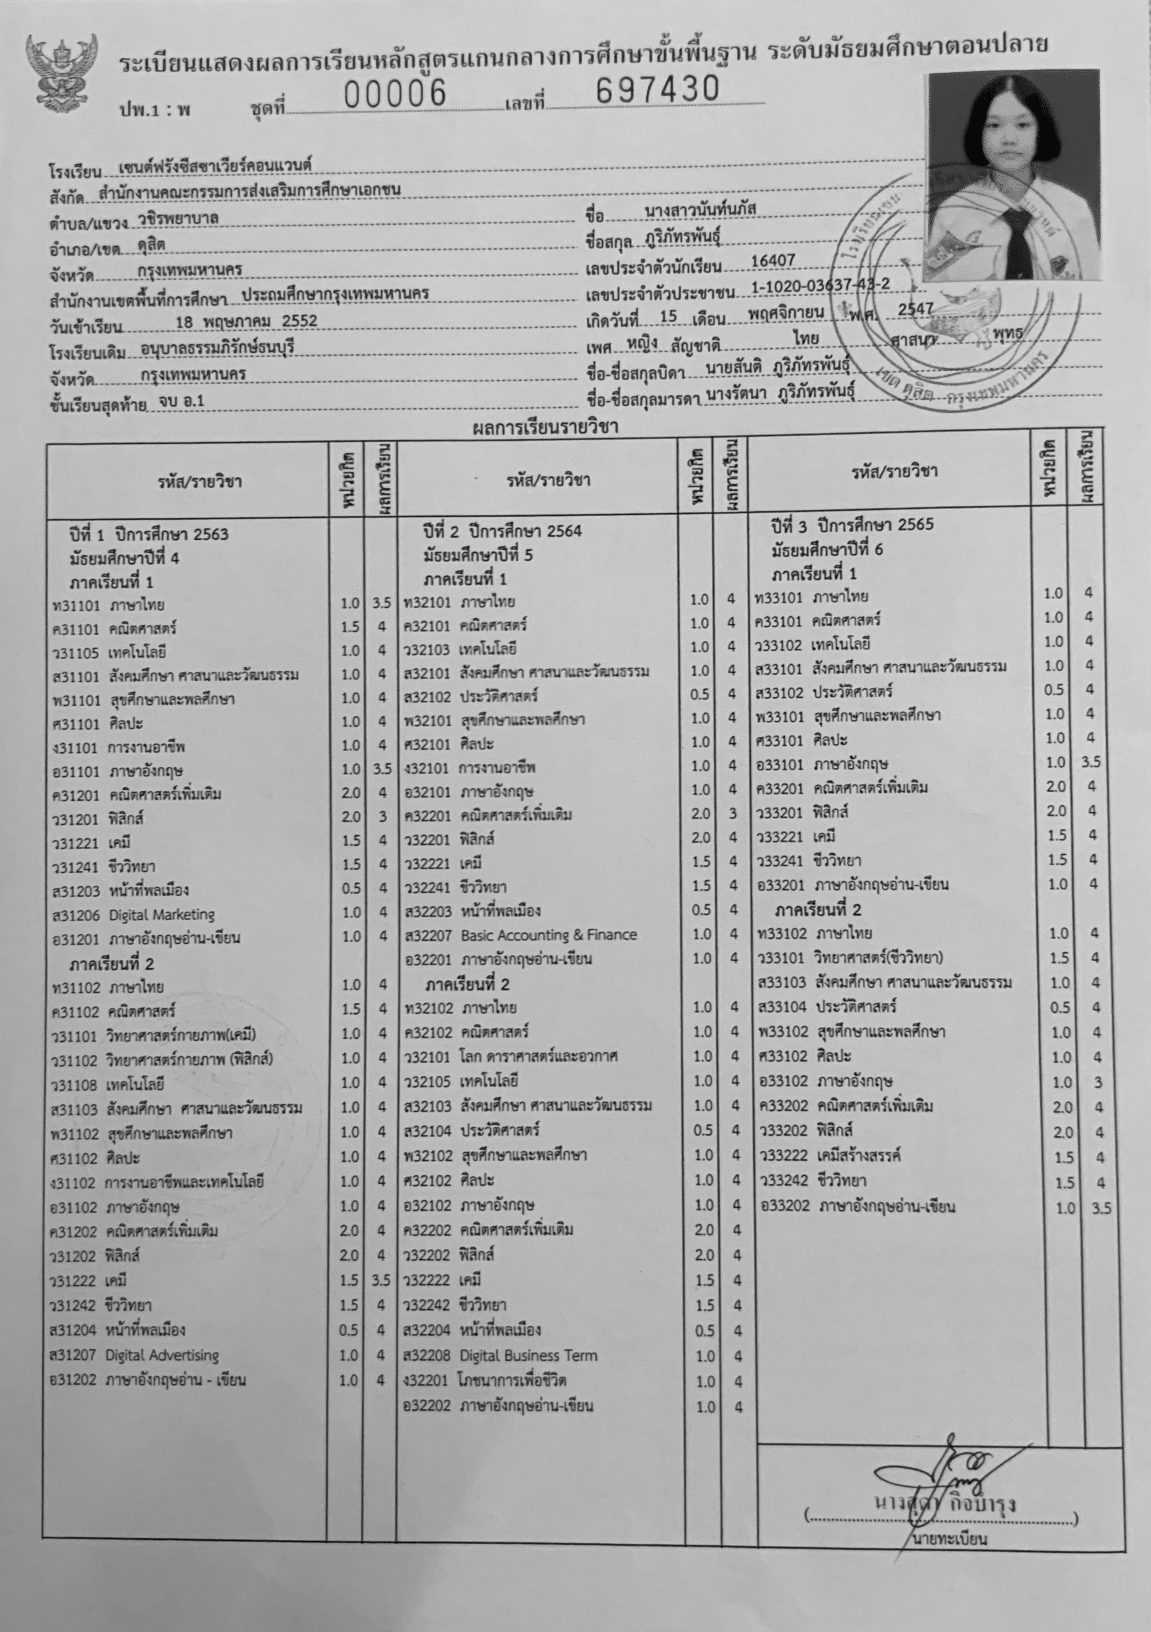 ระเบียนแสดงผลการเรียนหลักสูตรแกนกลางการศึกษาขั้นพื้นฐาน ระดับมัธยมศึกษาตอนปลาย
ปพ.1 : พ ชุดที่ 00006 เลขที่ 697430
โรงเรียน เซนต์ฟรังซีสซาเวียร์คอนแวนต์
สังกัด สำนักงานคณะกรรมการส่งเสริมการศึกษาเอกชน
ตำบล/แขวง วชิรพยาบาล
อำเภอ/เขต ดุสิต
จังหวัด กรุงเทพมหานคร
สำนักงานเขตพื้นที่การศึกษา ประถมศึกษากรุงเทพมหานคร
วันเข้าเรียน 18 พฤษภาคม 2552
โรงเรียนเดิม อนุบาลธรรมภิรักษ์ธนบุรี
จังหวัด กรุงเทพมหานคร
ชั้นเรียนสุดท้าย จบ อ.1
ชื่อ นางสาวนันท์นภัส
ชื่อสกุล ภูริภัทรพันธุ์
เลขประจำตัวนักเรียน 16407
เลขประจำตัวประชาชน 1-1020-03637-43-2
เกิดวันที่ 15 เดือน พฤศจิกายน พ.ศ. 2547
เพศ หญิง สัญชาติ ไทย ศาสนา พุทธ
ชื่อ-ชื่อสกุลบิดา นายสันติ ภูริภัทรพันธุ์
ชื่อ-ชื่อสกุลมารดา นางรัตนา ภูริภัทรพันธุ์
เขต ดุสิต กรุงเทพมหานคร
ผลการเรียนรายวิชา
รหัส/รายวิชา หน่วยกิต ผลการเรียน
ปีที่ 1 ปีการศึกษา 2563
มัธยมศึกษาปีที่ 4
ภาคเรียนที่ 1
ท31101 ภาษาไทย 1.0 3.5
ค31101 คณิตศาสตร์ 1.5 4
ว31105 เทคโนโลยี 1.0 4
ส31101 สังคมศึกษา ศาสนาและวัฒนธรรม 1.0 4
พ31101 สุขศึกษาและพลศึกษา 1.0 4
ศ31101 ศิลปะ 1.0 4
ง31101 การงานอาชีพ 1.0 4
อ31101 ภาษาอังกฤษ 1.0 3.5
ค31201 คณิตศาสตร์เพิ่มเติม 2.0 4
ว31201 ฟิสิกส์ 2.0 3
ว31221 เคมี 1.5 4
ว31241 ชีววิทยา 1.5 4
ส31203 หน้าที่พลเมือง 0.5 4
ส31206 Digital Marketing 1.0 4
อ31201 ภาษาอังกฤษอ่าน-เขียน 1.0 4
ภาคเรียนที่ 2
ท31102 ภาษาไทย 1.0 4
ค31102 คณิตศาสตร์ 1.5 4
ว31101 วิทยาศาสตร์กายภาพ(เคมี) 1.0 4
ว31102 วิทยาศาสตร์กายภาพ (ฟิสิกส์) 1.0 4
ว31108 เทคโนโลยี 1.0 4
ส31103 สังคมศึกษา ศาสนาและวัฒนธรรม 1.0 4
พ31102 สุขศึกษาและพลศึกษา 1.0 4
ศ31102 ศิลปะ 1.0 4
ง31102 การงานอาชีพและเทคโนโลยี 1.0 4
อ31102 ภาษาอังกฤษ 1.0 4
ค31202 คณิตศาสตร์เพิ่มเติม 2.0 4
ว31202 ฟิสิกส์ 2.0 4
ว31222 เคมี 1.5 3.5
ว31242 ชีววิทยา 1.5 4
ส31204 หน้าที่พลเมือง 0.5 4
ส31207 Digital Advertising 1.0 4
อ31202 ภาษาอังกฤษอ่าน - เขียน 1.0 4
รหัส/รายวิชา หน่วยกิต ผลการเรียน
ปีที่ 2 ปีการศึกษา 2564
มัธยมศึกษาปีที่ 5
ภาคเรียนที่ 1
ท32101 ภาษาไทย 1.0 4
ค32101 คณิตศาสตร์ 1.0 4
ว32103 เทคโนโลยี 1.0 4
ส32101 สังคมศึกษา ศาสนาและวัฒนธรรม 1.0 4
ส32102 ประวัติศาสตร์ 0.5 4
พ32101 สุขศึกษาและพลศึกษา 1.0 4
ศ32101 ศิลปะ 1.0 4
ง32101 การงานอาชีพ 1.0 4
อ32101 ภาษาอังกฤษ 1.0 4
ค32201 คณิตศาสตร์เพิ่มเติม 2.0 3
ว32201 ฟิสิกส์ 2.0 4
ว32221 เคมี 1.5 4
ว32241 ชีววิทยา 1.5 4
ส32203 หน้าที่พลเมือง 0.5 4
ส32207 Basic Accounting & Finance 1.0 4
อ32201 ภาษาอังกฤษอ่าน-เขียน 1.0 4
ภาคเรียนที่ 2
ท32102 ภาษาไทย 1.0 4
ค32102 คณิตศาสตร์ 1.0 4
ว32101 โลก ดาราศาสตร์และอวกาศ 1.0 4
ว32105 เทคโนโลยี 1.0 4
ส32103 สังคมศึกษา ศาสนาและวัฒนธรรม 1.0 4
ส32104 ประวัติศาสตร์ 0.5 4
พ32102 สุขศึกษาและพลศึกษา 1.0 4
ศ32102 ศิลปะ 1.0 4
อ32102 ภาษาอังกฤษ 1.0 4
ค32202 คณิตศาสตร์เพิ่มเติม 2.0 4
ว32202 ฟิสิกส์ 2.0 4
ว32222 เคมี 1.5 4
ว32242 ชีววิทยา 1.5 4
ส32204 หน้าที่พลเมือง 0.5 4
ส32208 Digital Business Term 1.0 4
ง32201 โภชนาการเพื่อชีวิต 1.0 4
อ32202 ภาษาอังกฤษอ่าน-เขียน 1.0 4
รหัส/รายวิชา หน่วยกิต ผลการเรียน
ปีที่ 3 ปีการศึกษา 2565
มัธยมศึกษาปีที่ 6
ภาคเรียนที่ 1
ท33101 ภาษาไทย 1.0 4
ค33101 คณิตศาสตร์ 1.0 4
ว33102 เทคโนโลยี 1.0 4
ส33101 สังคมศึกษา ศาสนาและวัฒนธรรม 1.0 4
ส33102 ประวัติศาสตร์ 0.5 4
พ33101 สุขศึกษาและพลศึกษา 1.0 4
ศ33101 ศิลปะ 1.0 4
อ33101 ภาษาอังกฤษ 1.0 3.5
ค33201 คณิตศาสตร์เพิ่มเติม 2.0 4
ว33201 ฟิสิกส์ 2.0 4
ว33221 เคมี 1.5 4
ว33241 ชีววิทยา 1.5 4
อ33201 ภาษาอังกฤษอ่าน-เขียน 1.0 4
ภาคเรียนที่ 2
ท33102 ภาษาไทย 1.0 4
ว33101 วิทยาศาสตร์(ชีววิทยา) 1.5 4
ส33103 สังคมศึกษา ศาสนาและวัฒนธรรม 1.0 4
ส33104 ประวัติศาสตร์ 0.5 4
พ33102 สุขศึกษาและพลศึกษา 1.0 4
ศ33102 ศิลปะ 1.0 4
อ33102 ภาษาอังกฤษ 1.0 3
ค33202 คณิตศาสตร์เพิ่มเติม 2.0 4
ว33202 ฟิสิกส์ 2.0 4
ว33222 เคมีสร้างสรรค์ 1.5 4
ว33242 ชีววิทยา 1.5 4
อ33202 ภาษาอังกฤษอ่าน-เขียน 1.0 3.5
(นางสุดา กิจบำรุง)
นายทะเบียน